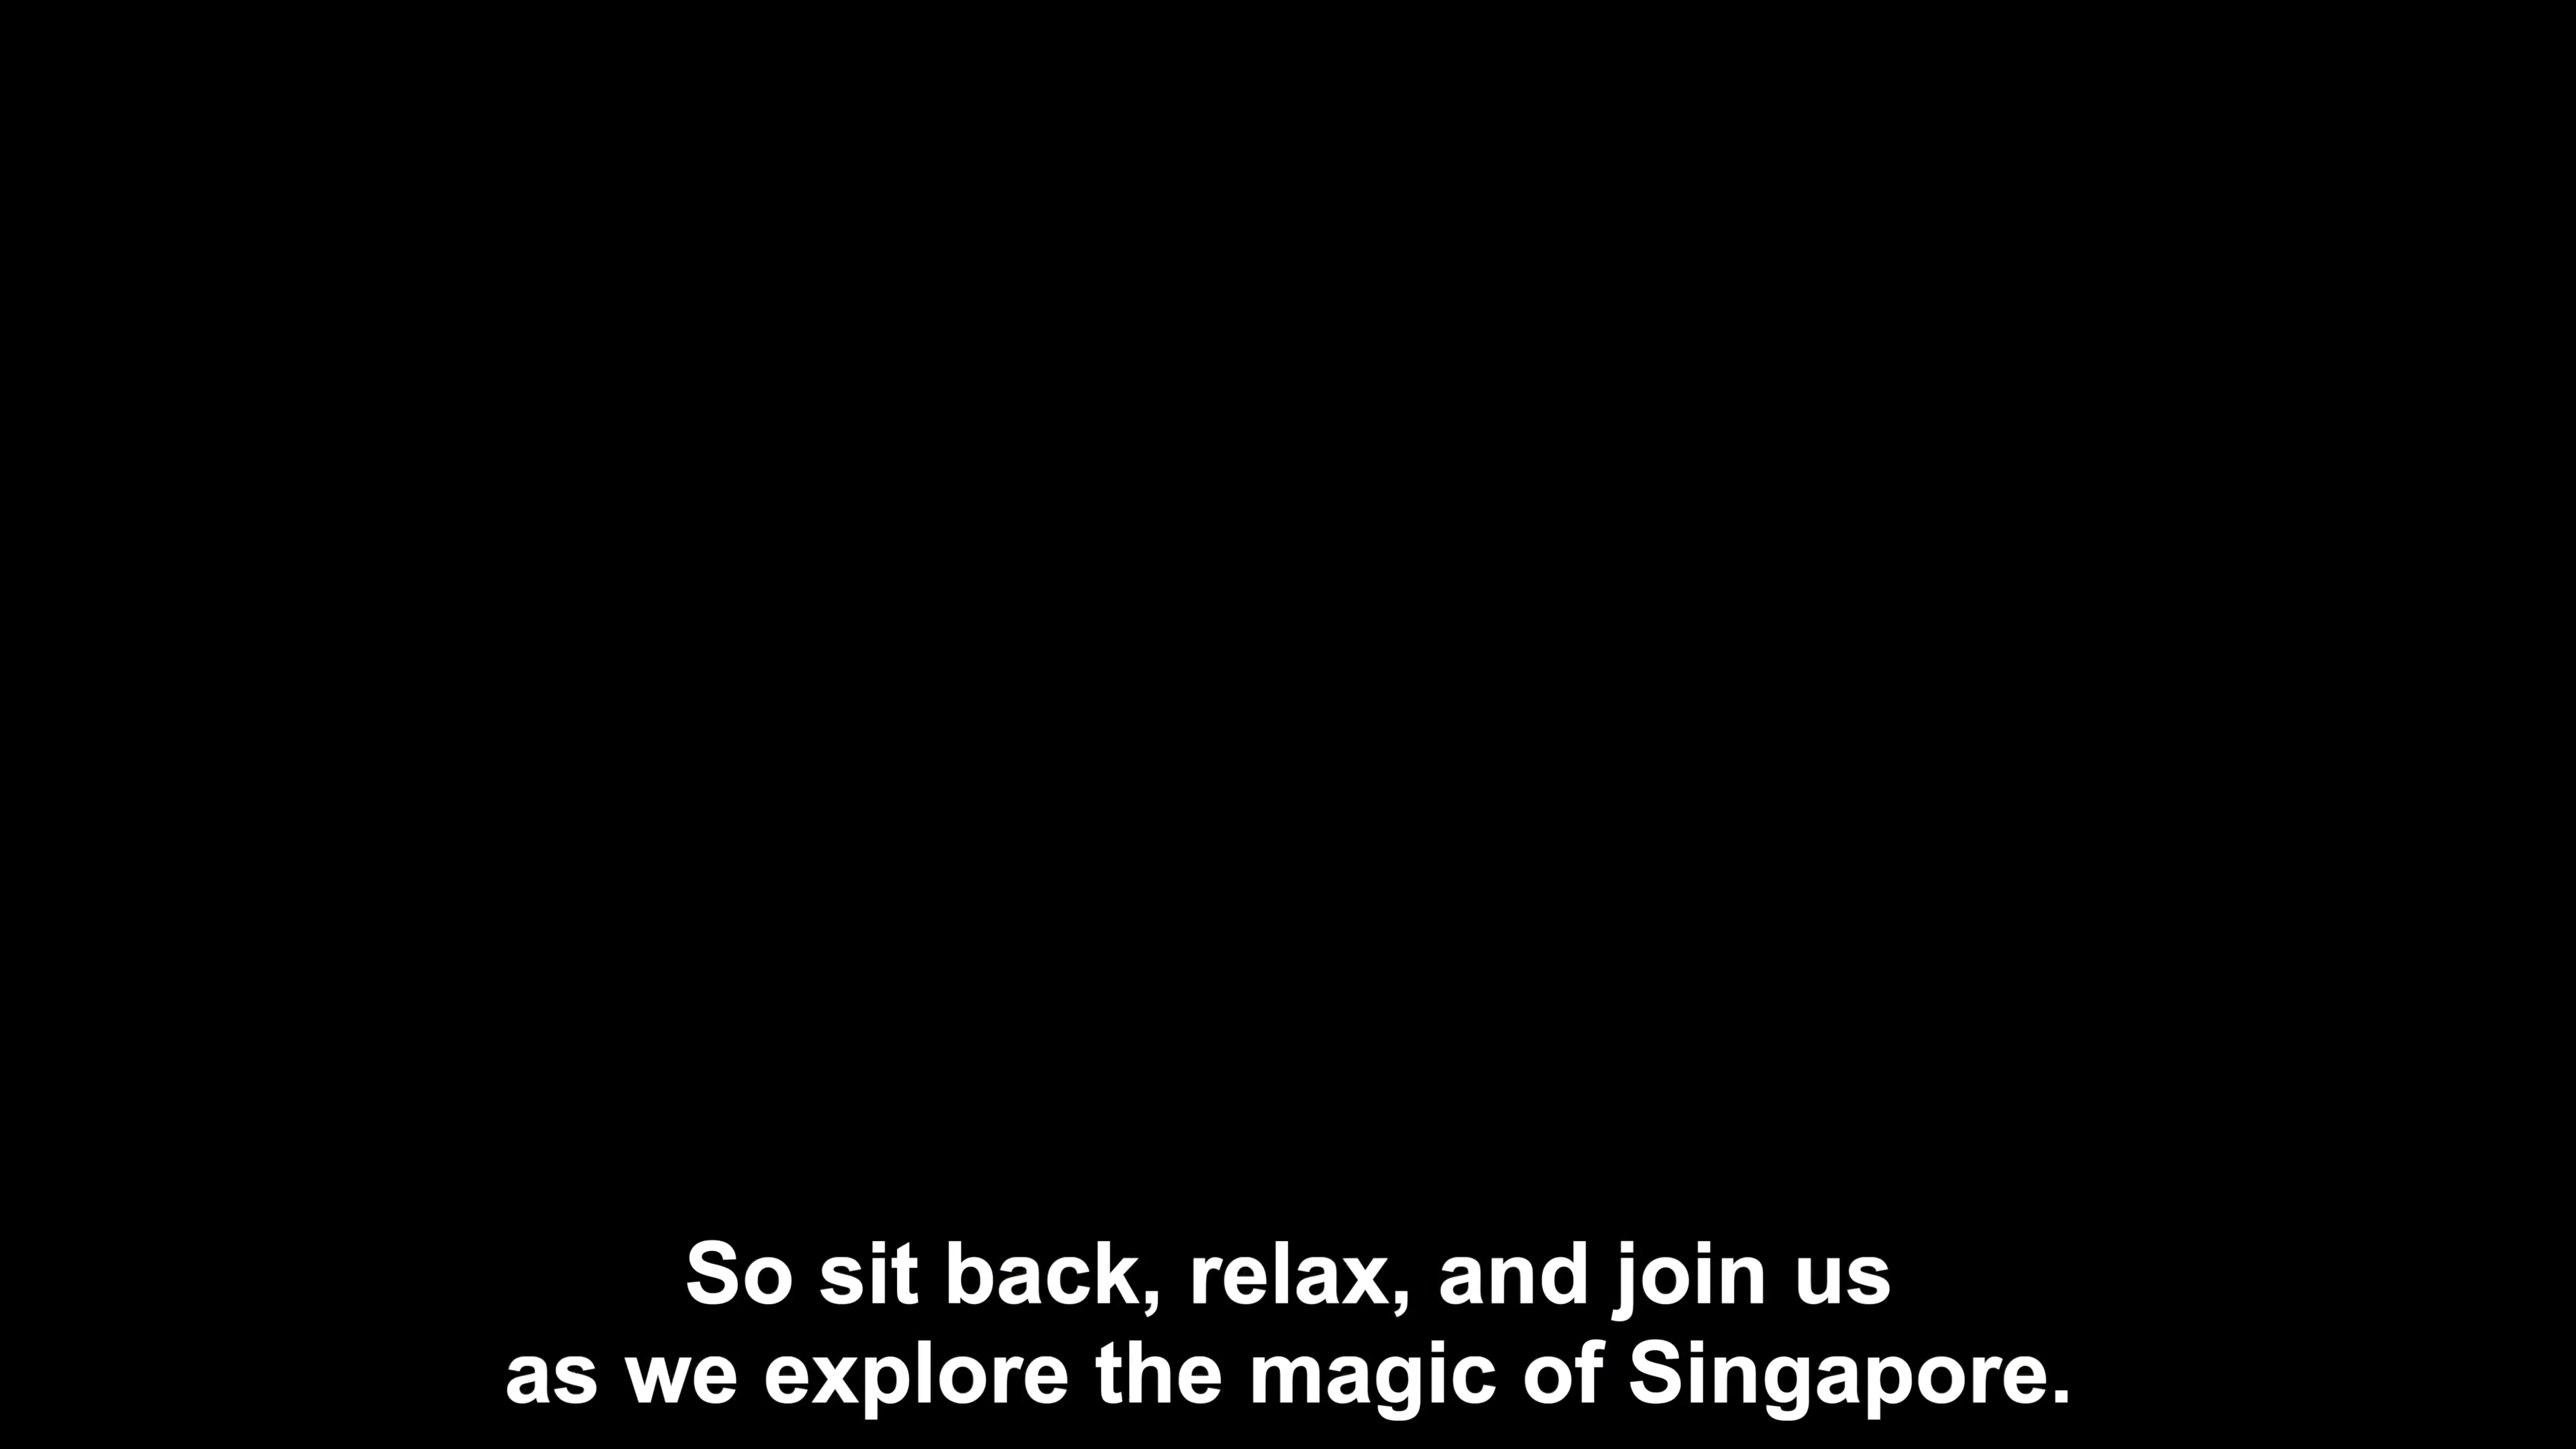 So sit back, relax, and join us
as we explore the magic of Singapore.